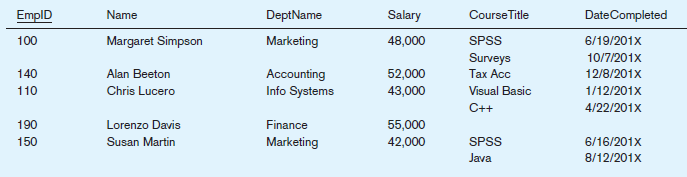 EmpID Name DeptName Salary CourseTitle DateCompleted
100 Margaret Simpson Marketing 48,000 SPSS 6/19/201X
Surveys 10/7/201X
140 Alan Beeton Accounting 52,000 Tax Acc 12/8/201X
110 Chris Lucero Info Systems 43,000 Visual Basic 1/12/201X
C++ 4/22/201X
190 Lorenzo Davis Finance 55,000
150 Susan Martin Marketing 42,000 SPSS 6/16/201X
Java 8/12/201X